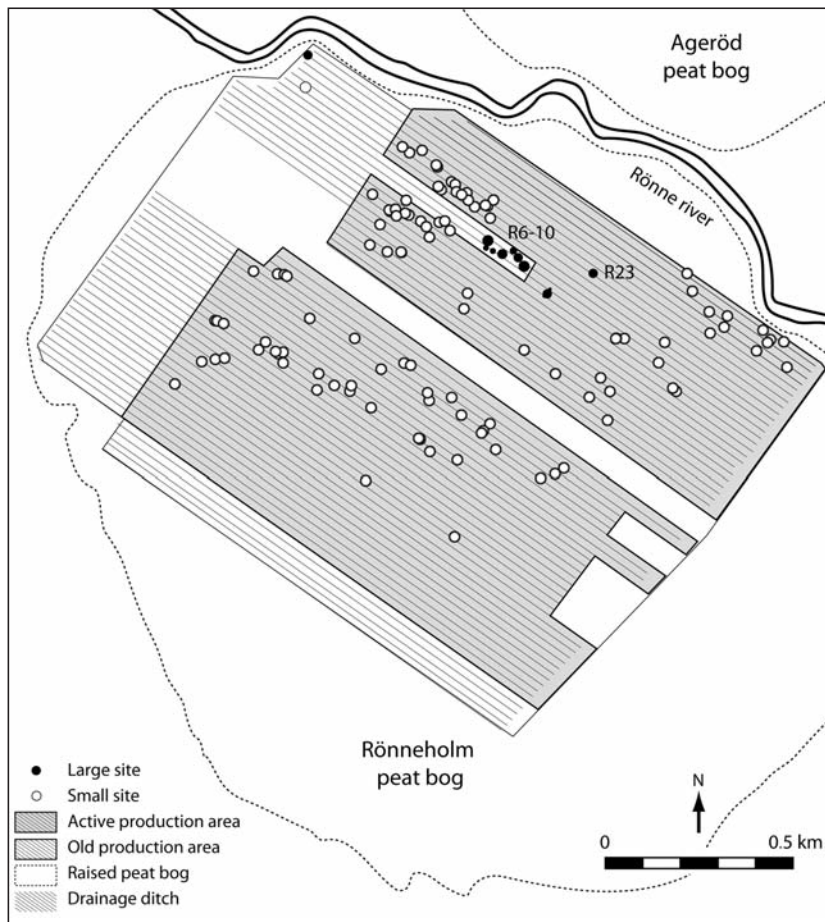 Ageröd
peat bog
Rönne river
R6-10
R23
Rönneholm
peat bog
Large site
Small site
Active production area
Old production area
Raised peat bog
Drainage ditch
N
0 0.5 km